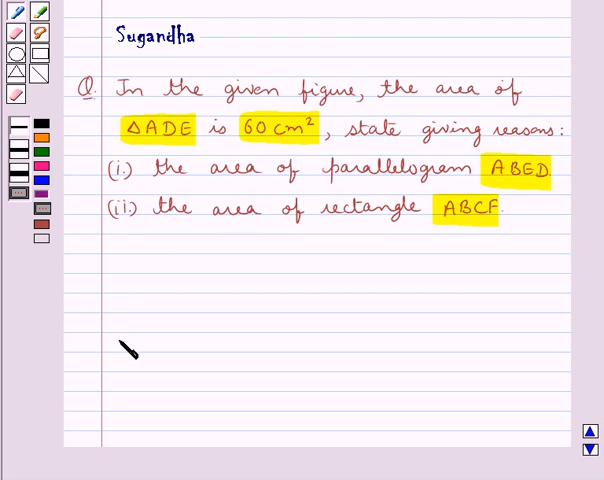 Sugandha
Q. In the given figure, the area of
△ADE is 60 cm², state giving reasons:
(i.) the area of parallelogram ABED.
(ii.) the area of rectangle ABCF.